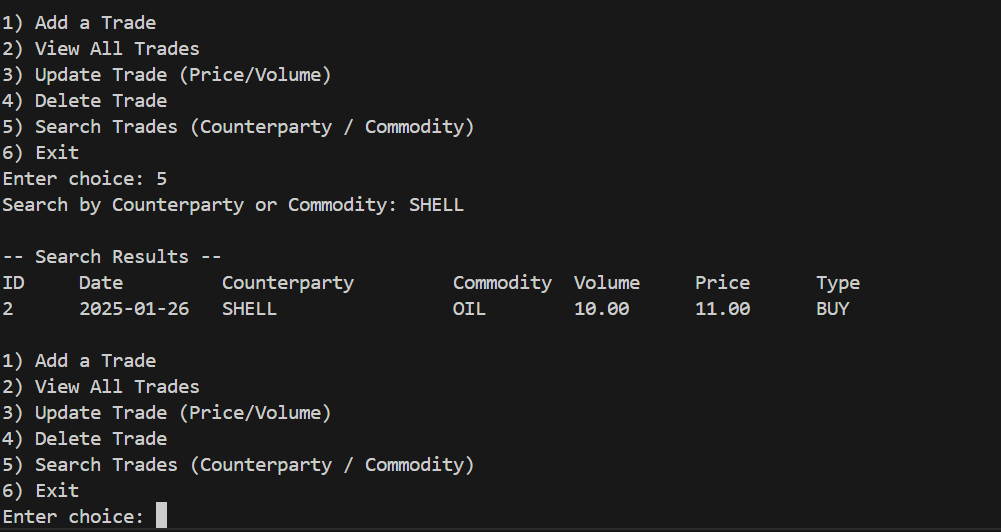 1) Add a Trade
2) View All Trades
3) Update Trade (Price/Volume)
4) Delete Trade
5) Search Trades (Counterparty / Commodity)
6) Exit
Enter choice: 5
Search by Counterparty or Commodity: SHELL
-- Search Results --
ID Date Counterparty Commodity Volume Price Type
2 2025-01-26 SHELL OIL 10.00 11.00 BUY
1) Add a Trade
2) View All Trades
3) Update Trade (Price/Volume)
4) Delete Trade
5) Search Trades (Counterparty / Commodity)
6) Exit
Enter choice: